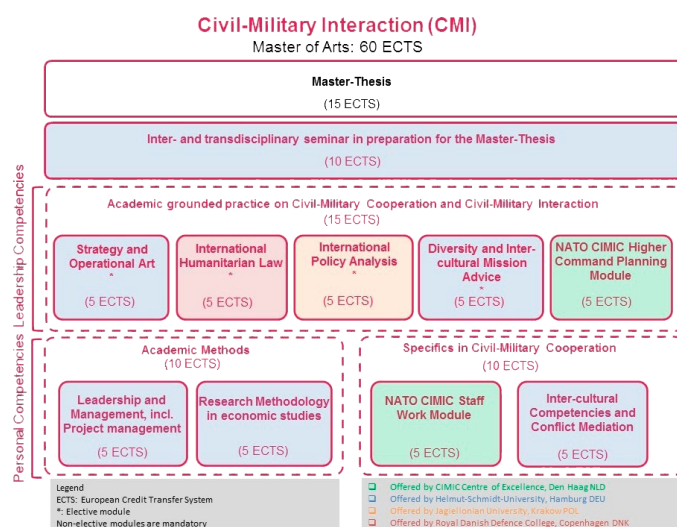 Civil-Military Interaction (CMI)
Master of Arts: 60 ECTS
Master-Thesis
(15 ECTS)
Inter- and transdisciplinary seminar in preparation for the Master-Thesis
(10 ECTS)
Leadership Competencies
Academic grounded practice on Civil-Military Cooperation and Civil-Military Interaction
(15 ECTS)
Strategy and
Operational Art
*
(5 ECTS)
International
Humanitarian Law
*
(5 ECTS)
International
Policy Analysis
*
(5 ECTS)
Diversity and Inter-
cultural Mission
Advice
*
(5 ECTS)
NATO CIMIC Higher
Command Planning
Module
(5 ECTS)
Personal Competencies
Academic Methods
(10 ECTS)
Leadership and
Management, incl.
Project management
(5 ECTS)
Research Methodology
in economic studies
(5 ECTS)
Specifics in Civil-Military Cooperation
(10 ECTS)
NATO CIMIC Staff
Work Module
(5 ECTS)
Inter-cultural
Competencies and
Conflict Mediation
(5 ECTS)
Legend
ECTS: European Credit Transfer System
*: Elective module
Non-elective modules are mandatory
Offered by CIMIC Centre of Excellence, Den Haag NLD
Offered by Helmut-Schmidt-University, Hamburg DEU
Offered by Jagiellonian University, Krakow POL
Offered by Royal Danish Defence College, Copenhagen DNK